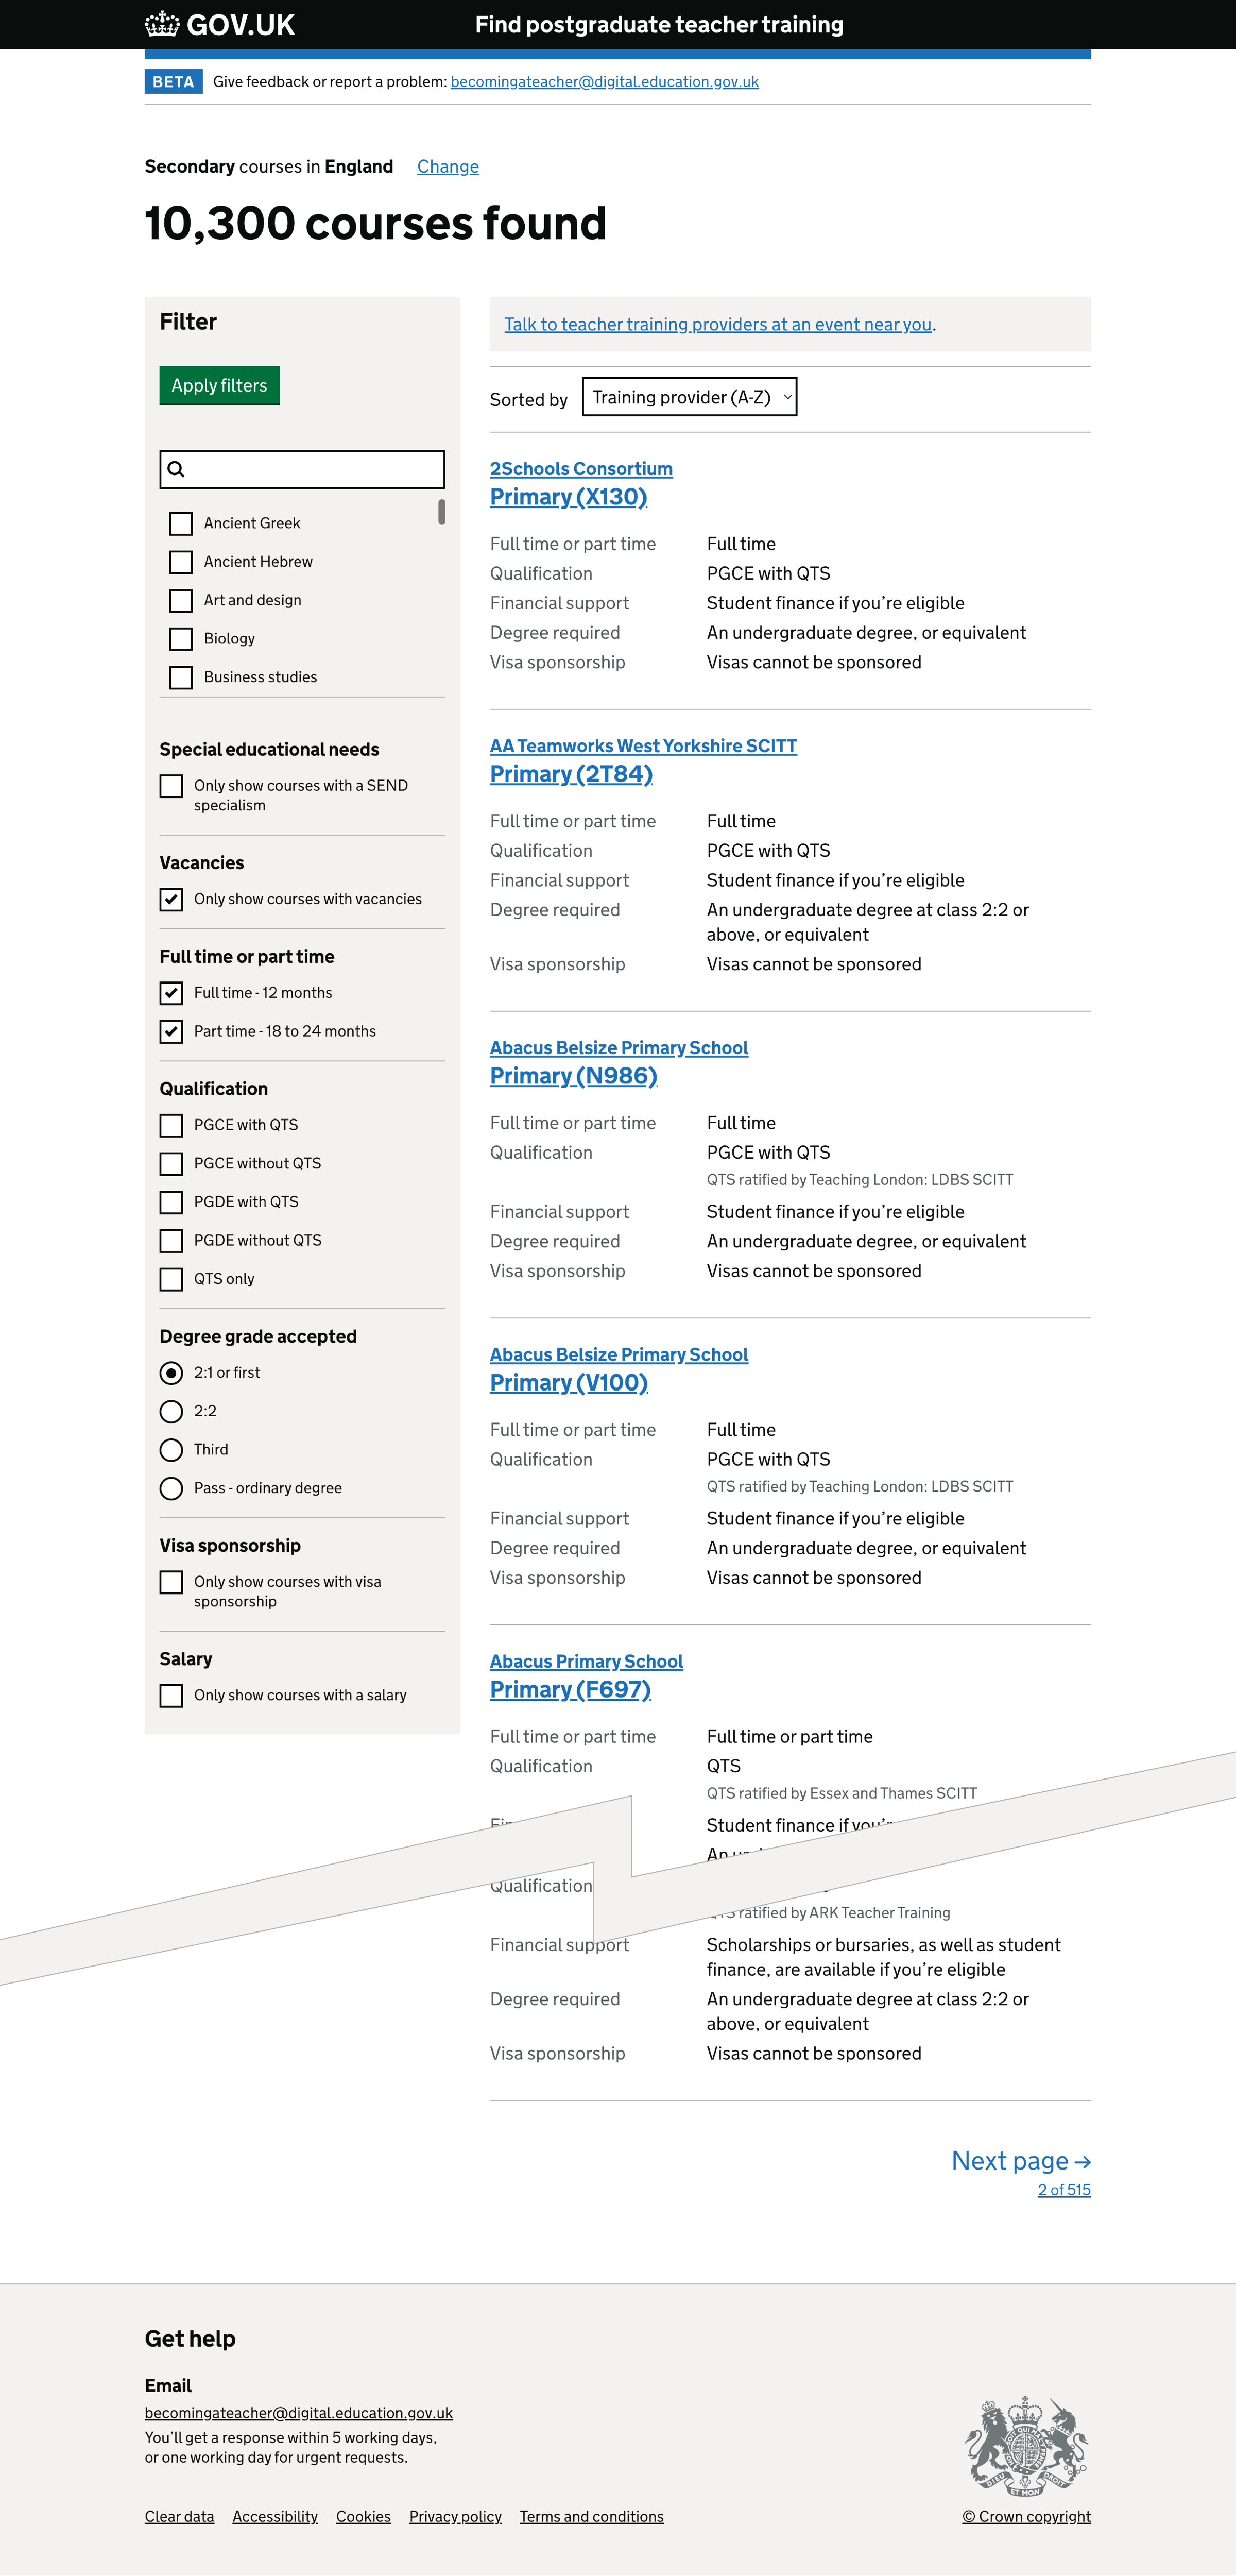 GOV.UK
Find postgraduate teacher training
BETA Give feedback or report a problem: becomingateacher@digital.education.gov.uk
Secondary courses in England Change
10,300 courses found
Filter
Apply filters
Ancient Greek
Ancient Hebrew
Art and design
Biology
Business studies
Special educational needs
Only show courses with a SEND
specialism
Vacancies
Only show courses with vacancies
Full time or part time
Full time - 12 months
Part time - 18 to 24 months
Qualification
PGCE with QTS
PGCE without QTS
PGDE with QTS
PGDE without QTS
QTS only
Degree grade accepted
2:1 or first
2:2
Third
Pass - ordinary degree
Visa sponsorship
Only show courses with visa
sponsorship
Salary
Only show courses with a salary
Talk to teacher training providers at an event near you.
Sorted by Training provider (A-Z)
2Schools Consortium
Primary (X130)
Full time or part time Full time
Qualification PGCE with QTS
Financial support Student finance if you’re eligible
Degree required An undergraduate degree, or equivalent
Visa sponsorship Visas cannot be sponsored
AA Teamworks West Yorkshire SCITT
Primary (2T84)
Full time or part time Full time
Qualification PGCE with QTS
Financial support Student finance if you’re eligible
Degree required An undergraduate degree at class 2:2 or
above, or equivalent
Visa sponsorship Visas cannot be sponsored
Abacus Belsize Primary School
Primary (N986)
Full time or part time Full time
Qualification PGCE with QTS
QTS ratified by Teaching London: LDBS SCITT
Financial support Student finance if you’re eligible
Degree required An undergraduate degree, or equivalent
Visa sponsorship Visas cannot be sponsored
Abacus Belsize Primary School
Primary (V100)
Full time or part time Full time
Qualification PGCE with QTS
QTS ratified by Teaching London: LDBS SCITT
Financial support Student finance if you’re eligible
Degree required An undergraduate degree, or equivalent
Visa sponsorship Visas cannot be sponsored
Abacus Primary School
Primary (F697)
Full time or part time Full time or part time
Qualification QTS
QTS ratified by Essex and Thames SCITT
Student finance if
Qualification
QTS ratified by ARK Teacher Training
Financial support Scholarships or bursaries, as well as student
finance, are available if you’re eligible
Degree required An undergraduate degree at class 2:2 or
above, or equivalent
Visa sponsorship Visas cannot be sponsored
Next page →
2 of 515
Get help
Email
becomingateacher@digital.education.gov.uk
You’ll get a response within 5 working days,
or one working day for urgent requests.
DIEU ET MON DROIT
Clear data Accessibility Cookies Privacy policy Terms and conditions
© Crown copyright